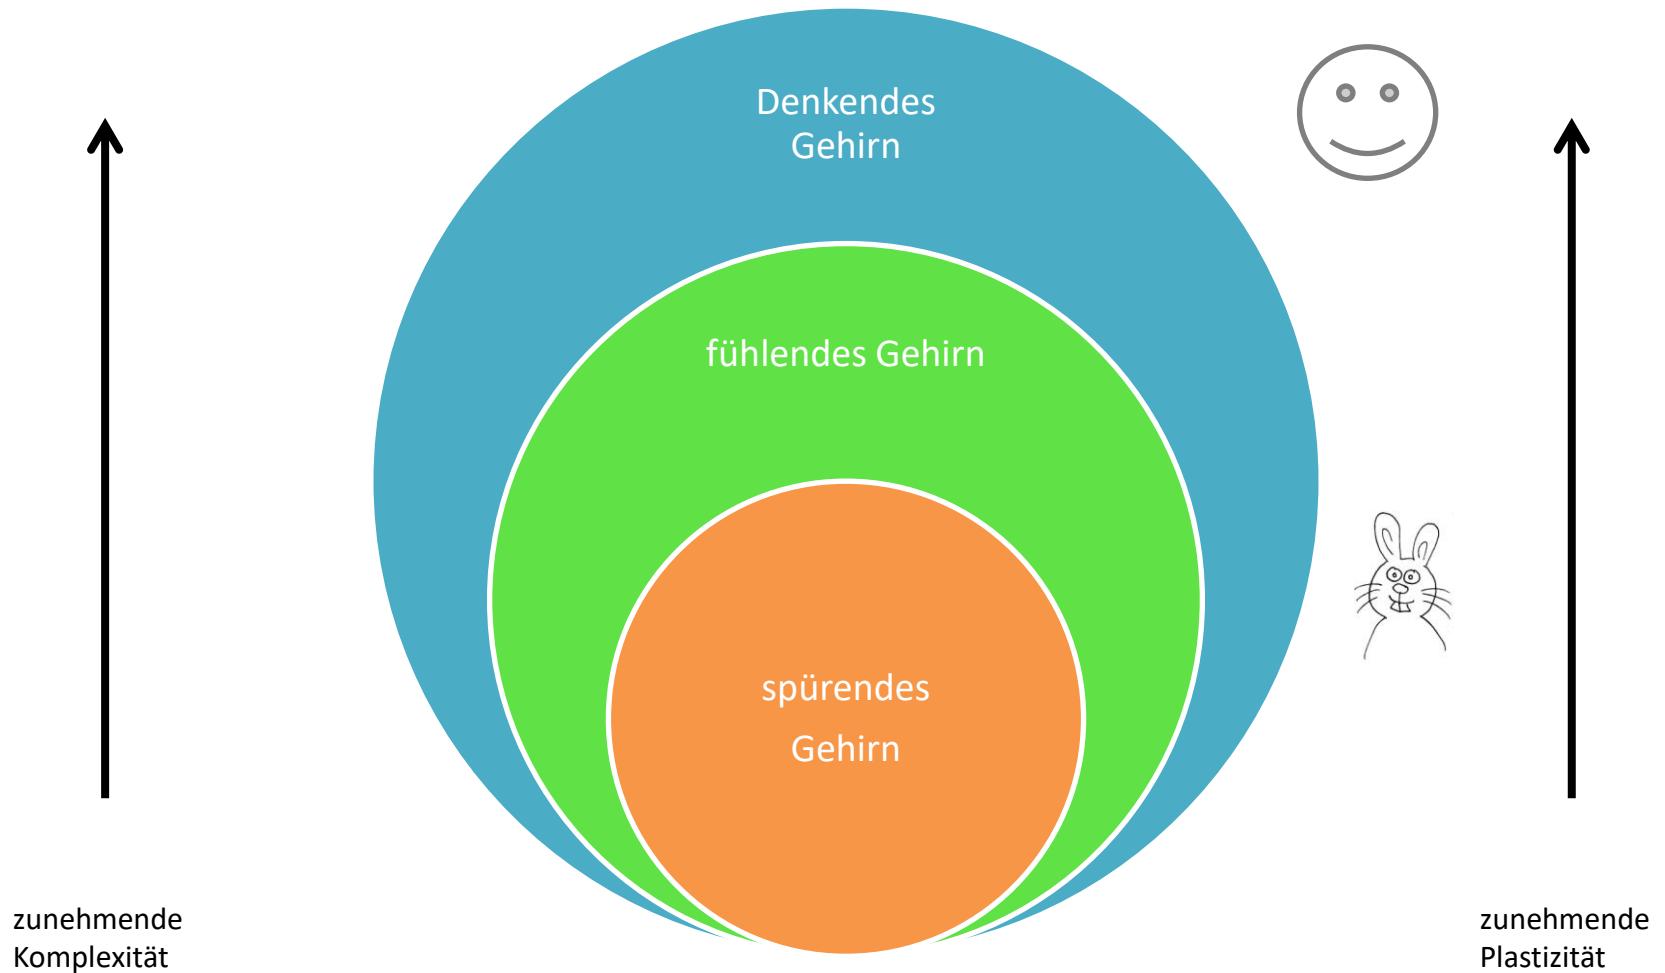 Denkendes
Gehirn
fühlendes Gehirn
spürendes
Gehirn
zunehmende
Komplexität
zunehmende
Plastizität